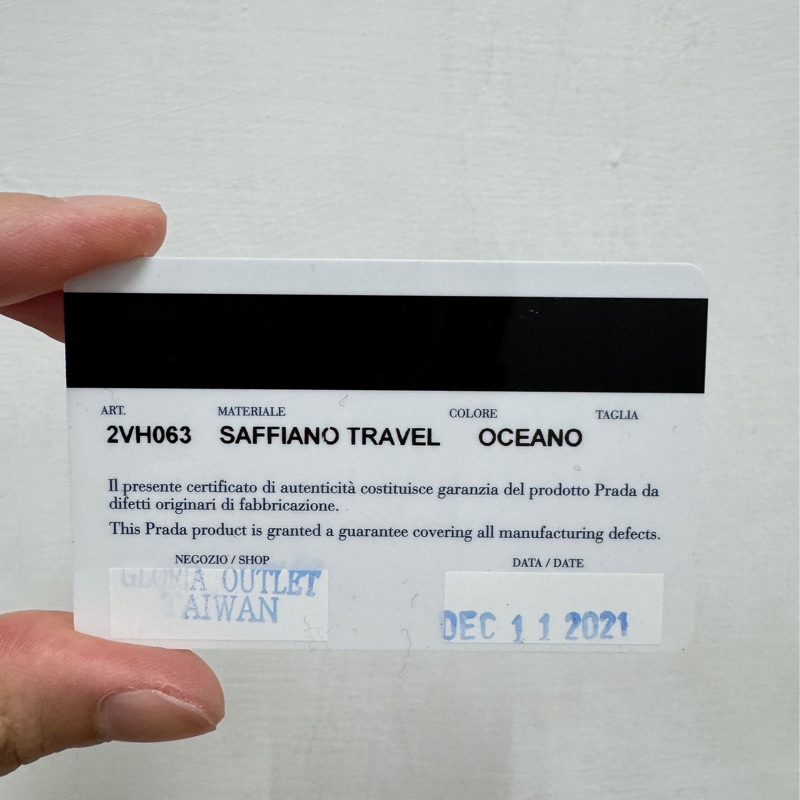 ART. MATERIALE COLORE TAGLIA
2VH063 SAFFIANO TRAVEL OCEANO
Il presente certificato di autenticità costituisce garanzia del prodotto Prada da
difetti originari di fabbricazione.
This Prada product is granted a guarantee covering all manufacturing defects.
NEGOZIO / SHOP DATA / DATE
GLORIA OUTLET
TAIWAN
DEC 11 2021